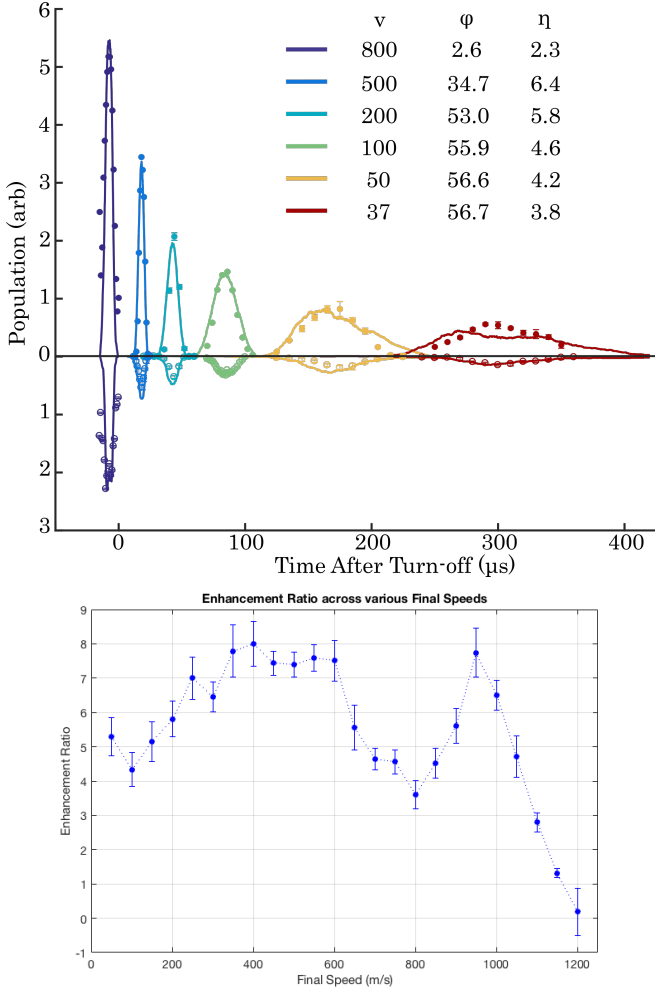 v φ η
800 2.6 2.3
500 34.7 6.4
200 53.0 5.8
100 55.9 4.6
50 56.6 4.2
37 56.7 3.8
6
5
4
3
2
1
0
1
2
3
Population (arb)
0 100 200 300 400
Time After Turn-off (μs)
Enhancement Ratio across various Final Speeds
9
8
7
6
5
4
3
2
1
0
-1
Enhancement Ratio
0 200 400 600 800 1000 1200
Final Speed (m/s)